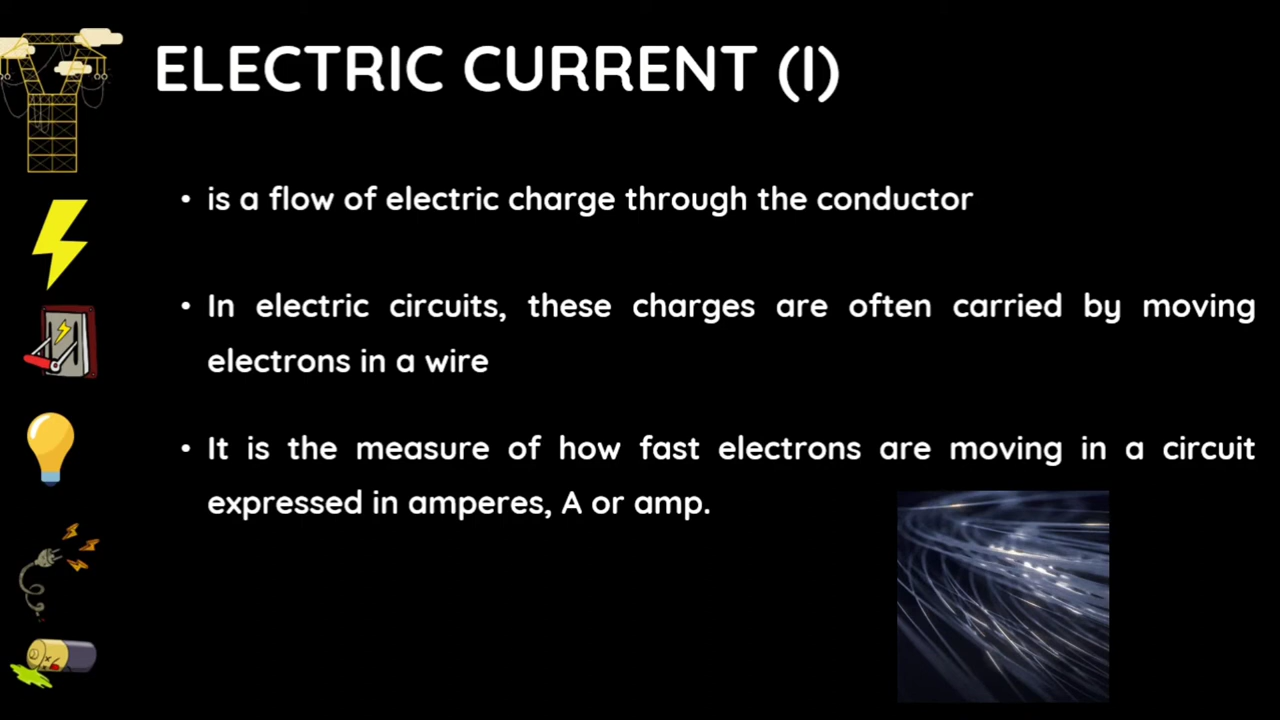 ELECTRIC CURRENT (I)
• is a flow of electric charge through the conductor
• In electric circuits, these charges are often carried by moving
electrons in a wire
• It is the measure of how fast electrons are moving in a circuit
expressed in amperes, A or amp.